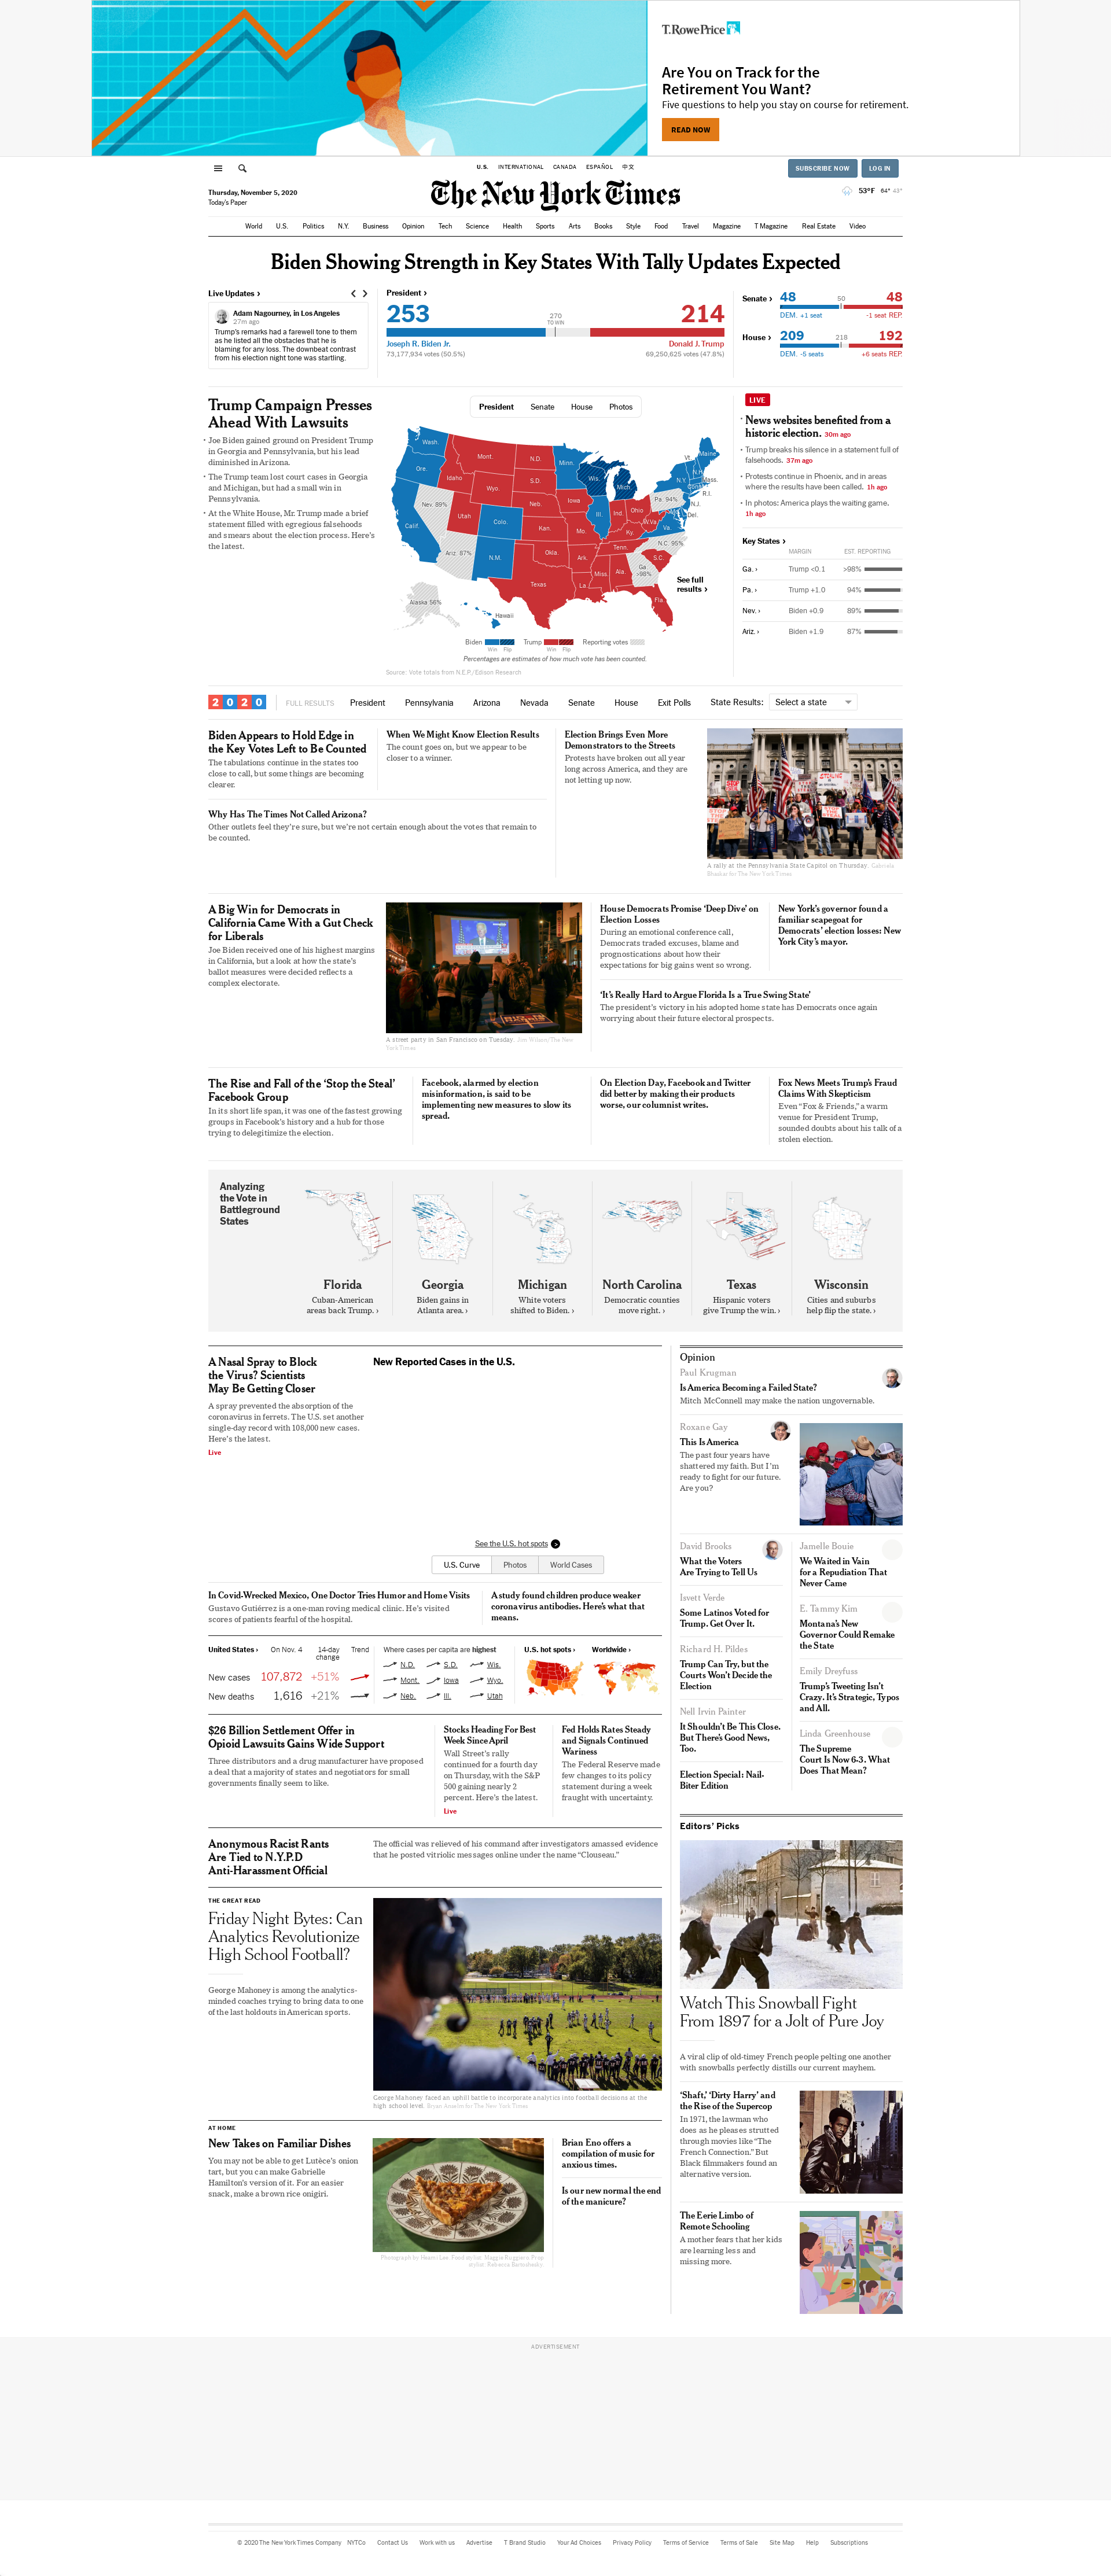 T.RowePrice
Are You on Track for the
Retirement You Want?
Five questions to help you stay on course for retirement.
READ NOW
U.S. INTERNATIONAL CANADA ESPAÑOL 中文
SUBSCRIBE NOW LOG IN
Thursday, November 5, 2020
Today's Paper
The New York Times
53°F 64° 43°
World U.S. Politics N.Y. Business Opinion Tech Science Health Sports Arts Books Style Food Travel Magazine T Magazine Real Estate Video
Biden Showing Strength in Key States With Tally Updates Expected
Live Updates ›
Adam Nagourney, in Los Angeles
27m ago
Trump's remarks had a farewell tone to them
as he listed all the obstacles that he is
blaming for any loss. The downbeat contrast
from his election night tone was startling.
President ›
253
270
TO WIN
214
Joseph R. Biden Jr. Donald J. Trump
73,177,934 votes (50.5%) 69,250,625 votes (47.8%)
Senate › 48 50 48
DEM. +1 seat -1 seat REP.
House › 209 218 192
DEM. -5 seats +6 seats REP.
Trump Campaign Presses
Ahead With Lawsuits
Joe Biden gained ground on President Trump
in Georgia and Pennsylvania, but his lead
diminished in Arizona.
The Trump team lost court cases in Georgia
and Michigan, but had a small win in
Pennsylvania.
At the White House, Mr. Trump made a brief
statement filled with egregious falsehoods
and smears about the election process. Here's
the latest.
President Senate House Photos
Wash.
Ore.
Calif.
Nev. 89%
Idaho
Mont.
Wyo.
Utah
Colo.
Ariz. 87%
N.M.
N.D.
S.D.
Neb.
Kan.
Okla.
Texas
Minn.
Iowa
Mo.
Ark.
La.
Wis.
Ill.
Mich.
Ind.
Ohio
Ky.
Tenn.
Miss.
Ala.
Ga.
>98%
Fla.
S.C.
N.C. 95%
Va.
W.Va.
Pa. 94%
N.Y.
Vt.
N.H.
Maine
Mass.
Conn.
R.I.
N.J.
Del.
Alaska 56%
Hawaii
See full
results ›
Biden Trump Reporting votes
Win Flip Win Flip
Percentages are estimates of how much vote has been counted.
Source: Vote totals from N.E.P./Edison Research
LIVE
News websites benefited from a
historic election. 30m ago
Trump breaks his silence in a statement full of
falsehoods. 37m ago
Protests continue in Phoenix, and in areas
where the results have been called. 1h ago
In photos: America plays the waiting game.
1h ago
Key States ›
MARGIN EST. REPORTING
Ga. › Trump <0.1 >98%
Pa. › Trump +1.0 94%
Nev. › Biden +0.9 89%
Ariz. › Biden +1.9 87%
2020 FULL RESULTS President Pennsylvania Arizona Nevada Senate House Exit Polls State Results: Select a state
Biden Appears to Hold Edge in
the Key Votes Left to Be Counted
The tabulations continue in the states too
close to call, but some things are becoming
clearer.
When We Might Know Election Results
The count goes on, but we appear to be
closer to a winner.
Why Has The Times Not Called Arizona?
Other outlets feel they're sure, but we're not certain enough about the votes that remain to
be counted.
Election Brings Even More
Demonstrators to the Streets
Protests have broken out all year
long across America, and they are
not letting up now.
A rally at the Pennsylvania State Capitol on Thursday. Gabriela
Bhaskar for The New York Times
A Big Win for Democrats in
California Came With a Gut Check
for Liberals
Joe Biden received one of his highest margins
in California, but a look at how the state's
ballot measures were decided reflects a
complex electorate.
A street party in San Francisco on Tuesday. Jim Wilson/The New
York Times
House Democrats Promise ‘Deep Dive’ on
Election Losses
During an emotional conference call,
Democrats traded excuses, blame and
prognostications about how their
expectations for big gains went so wrong.
New York's governor found a
familiar scapegoat for
Democrats' election losses: New
York City's mayor.
‘It's Really Hard to Argue Florida Is a True Swing State’
The president's victory in his adopted home state has Democrats once again
worrying about their future electoral prospects.
The Rise and Fall of the ‘Stop the Steal’
Facebook Group
In its short life span, it was one of the fastest growing
groups in Facebook's history and a hub for those
trying to delegitimize the election.
Facebook, alarmed by election
misinformation, is said to be
implementing new measures to slow its
spread.
On Election Day, Facebook and Twitter
did better by making their products
worse, our columnist writes.
Fox News Meets Trump's Fraud
Claims With Skepticism
Even “Fox & Friends,” a warm
venue for President Trump,
sounded doubts about his talk of a
stolen election.
Analyzing
the Vote in
Battleground
States
Florida
Cuban-American
areas back Trump. ›
Georgia
Biden gains in
Atlanta area. ›
Michigan
White voters
shifted to Biden. ›
North Carolina
Democratic counties
move right. ›
Texas
Hispanic voters
give Trump the win. ›
Wisconsin
Cities and suburbs
help flip the state. ›
A Nasal Spray to Block
the Virus? Scientists
May Be Getting Closer
A spray prevented the absorption of the
coronavirus in ferrets. The U.S. set another
single-day record with 108,000 new cases.
Here's the latest.
Live
New Reported Cases in the U.S.
See the U.S. hot spots
U.S. Curve Photos World Cases
In Covid-Wrecked Mexico, One Doctor Tries Humor and Home Visits
Gustavo Gutiérrez is a one-man roving medical clinic. He's visited
scores of patients fearful of the hospital.
A study found children produce weaker
coronavirus antibodies. Here's what that
means.
United States › On Nov. 4 14-day Trend
change
New cases 107,872 +51%
New deaths 1,616 +21%
Where cases per capita are highest
N.D. S.D. Wis.
Mont. Iowa Wyo.
Neb. Ill. Utah
U.S. hot spots › Worldwide ›
$26 Billion Settlement Offer in
Opioid Lawsuits Gains Wide Support
Three distributors and a drug manufacturer have proposed
a deal that a majority of states and negotiators for small
governments finally seem to like.
Stocks Heading For Best
Week Since April
Wall Street's rally
continued for a fourth day
on Thursday, with the S&P
500 gaining nearly 2
percent. Here's the latest.
Live
Fed Holds Rates Steady
and Signals Continued
Wariness
The Federal Reserve made
few changes to its policy
statement during a week
fraught with uncertainty.
Anonymous Racist Rants
Are Tied to N.Y.P.D
Anti-Harassment Official
The official was relieved of his command after investigators amassed evidence
that he posted vitriolic messages online under the name “Clouseau.”
THE GREAT READ
Friday Night Bytes: Can
Analytics Revolutionize
High School Football?
George Mahoney is among the analytics-
minded coaches trying to bring data to one
of the last holdouts in American sports.
George Mahoney faced an uphill battle to incorporate analytics into football decisions at the
high school level. Bryan Anselm for The New York Times
AT HOME
New Takes on Familiar Dishes
You may not be able to get Lutèce's onion
tart, but you can make Gabrielle
Hamilton's version of it. For an easier
snack, make a brown rice onigiri.
Photograph by Heami Lee. Food stylist: Maggie Ruggiero. Prop
stylist: Rebecca Bartoshesky.
Brian Eno offers a
compilation of music for
anxious times.
Is our new normal the end
of the manicure?
Opinion
Paul Krugman
Is America Becoming a Failed State?
Mitch McConnell may make the nation ungovernable.
Roxane Gay
This Is America
The past four years have
shattered my faith. But I'm
ready to fight for our future.
Are you?
David Brooks
What the Voters
Are Trying to Tell Us
Isvett Verde
Some Latinos Voted for
Trump. Get Over It.
Richard H. Pildes
Trump Can Try, but the
Courts Won't Decide the
Election
Nell Irvin Painter
It Shouldn't Be This Close.
But There's Good News,
Too.
Election Special: Nail-
Biter Edition
Jamelle Bouie
We Waited in Vain
for a Repudiation That
Never Came
E. Tammy Kim
Montana's New
Governor Could Remake
the State
Emily Dreyfuss
Trump's Tweeting Isn't
Crazy. It's Strategic, Typos
and All.
Linda Greenhouse
The Supreme
Court Is Now 6-3. What
Does That Mean?
Editors' Picks
Watch This Snowball Fight
From 1897 for a Jolt of Pure Joy
A viral clip of old-timey French people pelting one another
with snowballs perfectly distills our current mayhem.
‘Shaft,’ ‘Dirty Harry’ and
the Rise of the Supercop
In 1971, the lawman who
does as he pleases strutted
through movies like “The
French Connection.” But
Black filmmakers found an
alternative version.
The Eerie Limbo of
Remote Schooling
A mother fears that her kids
are learning less and
missing more.
ADVERTISEMENT
© 2020 The New York Times Company NYTCo Contact Us Work with us Advertise T Brand Studio Your Ad Choices Privacy Policy Terms of Service Terms of Sale Site Map Help Subscriptions